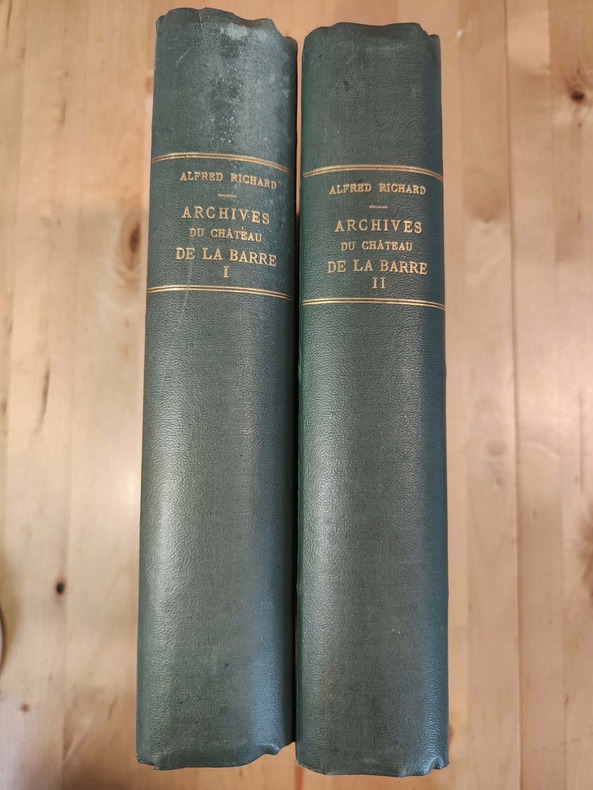 ALFRED RICHARD
ARCHIVES
DU CHÂTEAU
DE LA BARRE
I
ALFRED RICHARD
ARCHIVES
DU CHÂTEAU
DE LA BARRE
II